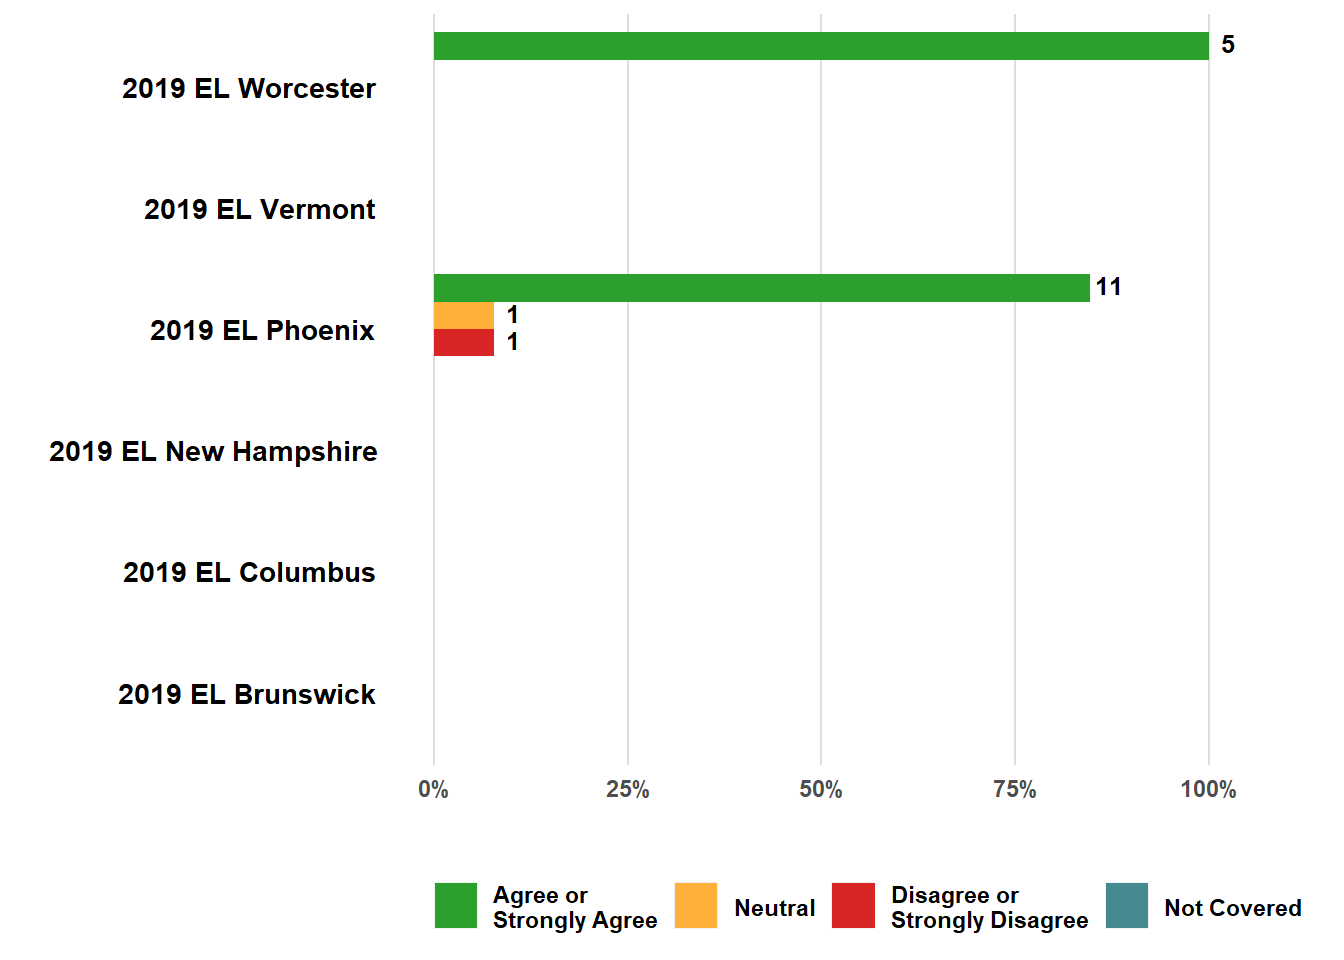 5
2019 EL Worcester
2019 EL Vermont
11
1
2019 EL Phoenix
1
2019 EL New Hampshire
2019 EL Columbus
2019 EL Brunswick
0% 25% 50% 75% 100%
Agree or
Strongly Agree
Neutral
Disagree or
Strongly Disagree
Not Covered